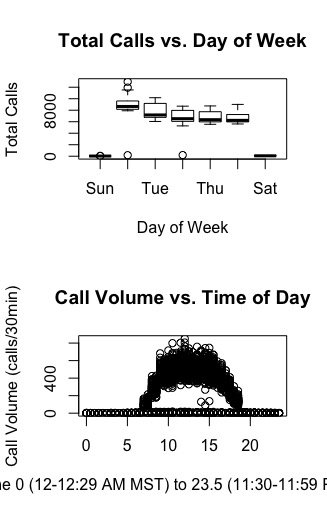 Total Calls vs. Day of Week
Total Calls
8000
0
Sun Tue Thu Sat
Day of Week
Call Volume vs. Time of Day
Call Volume (calls/30min)
400
0
0 5 10 15 20
ne 0 (12-12:29 AM MST) to 23.5 (11:30-11:59 P